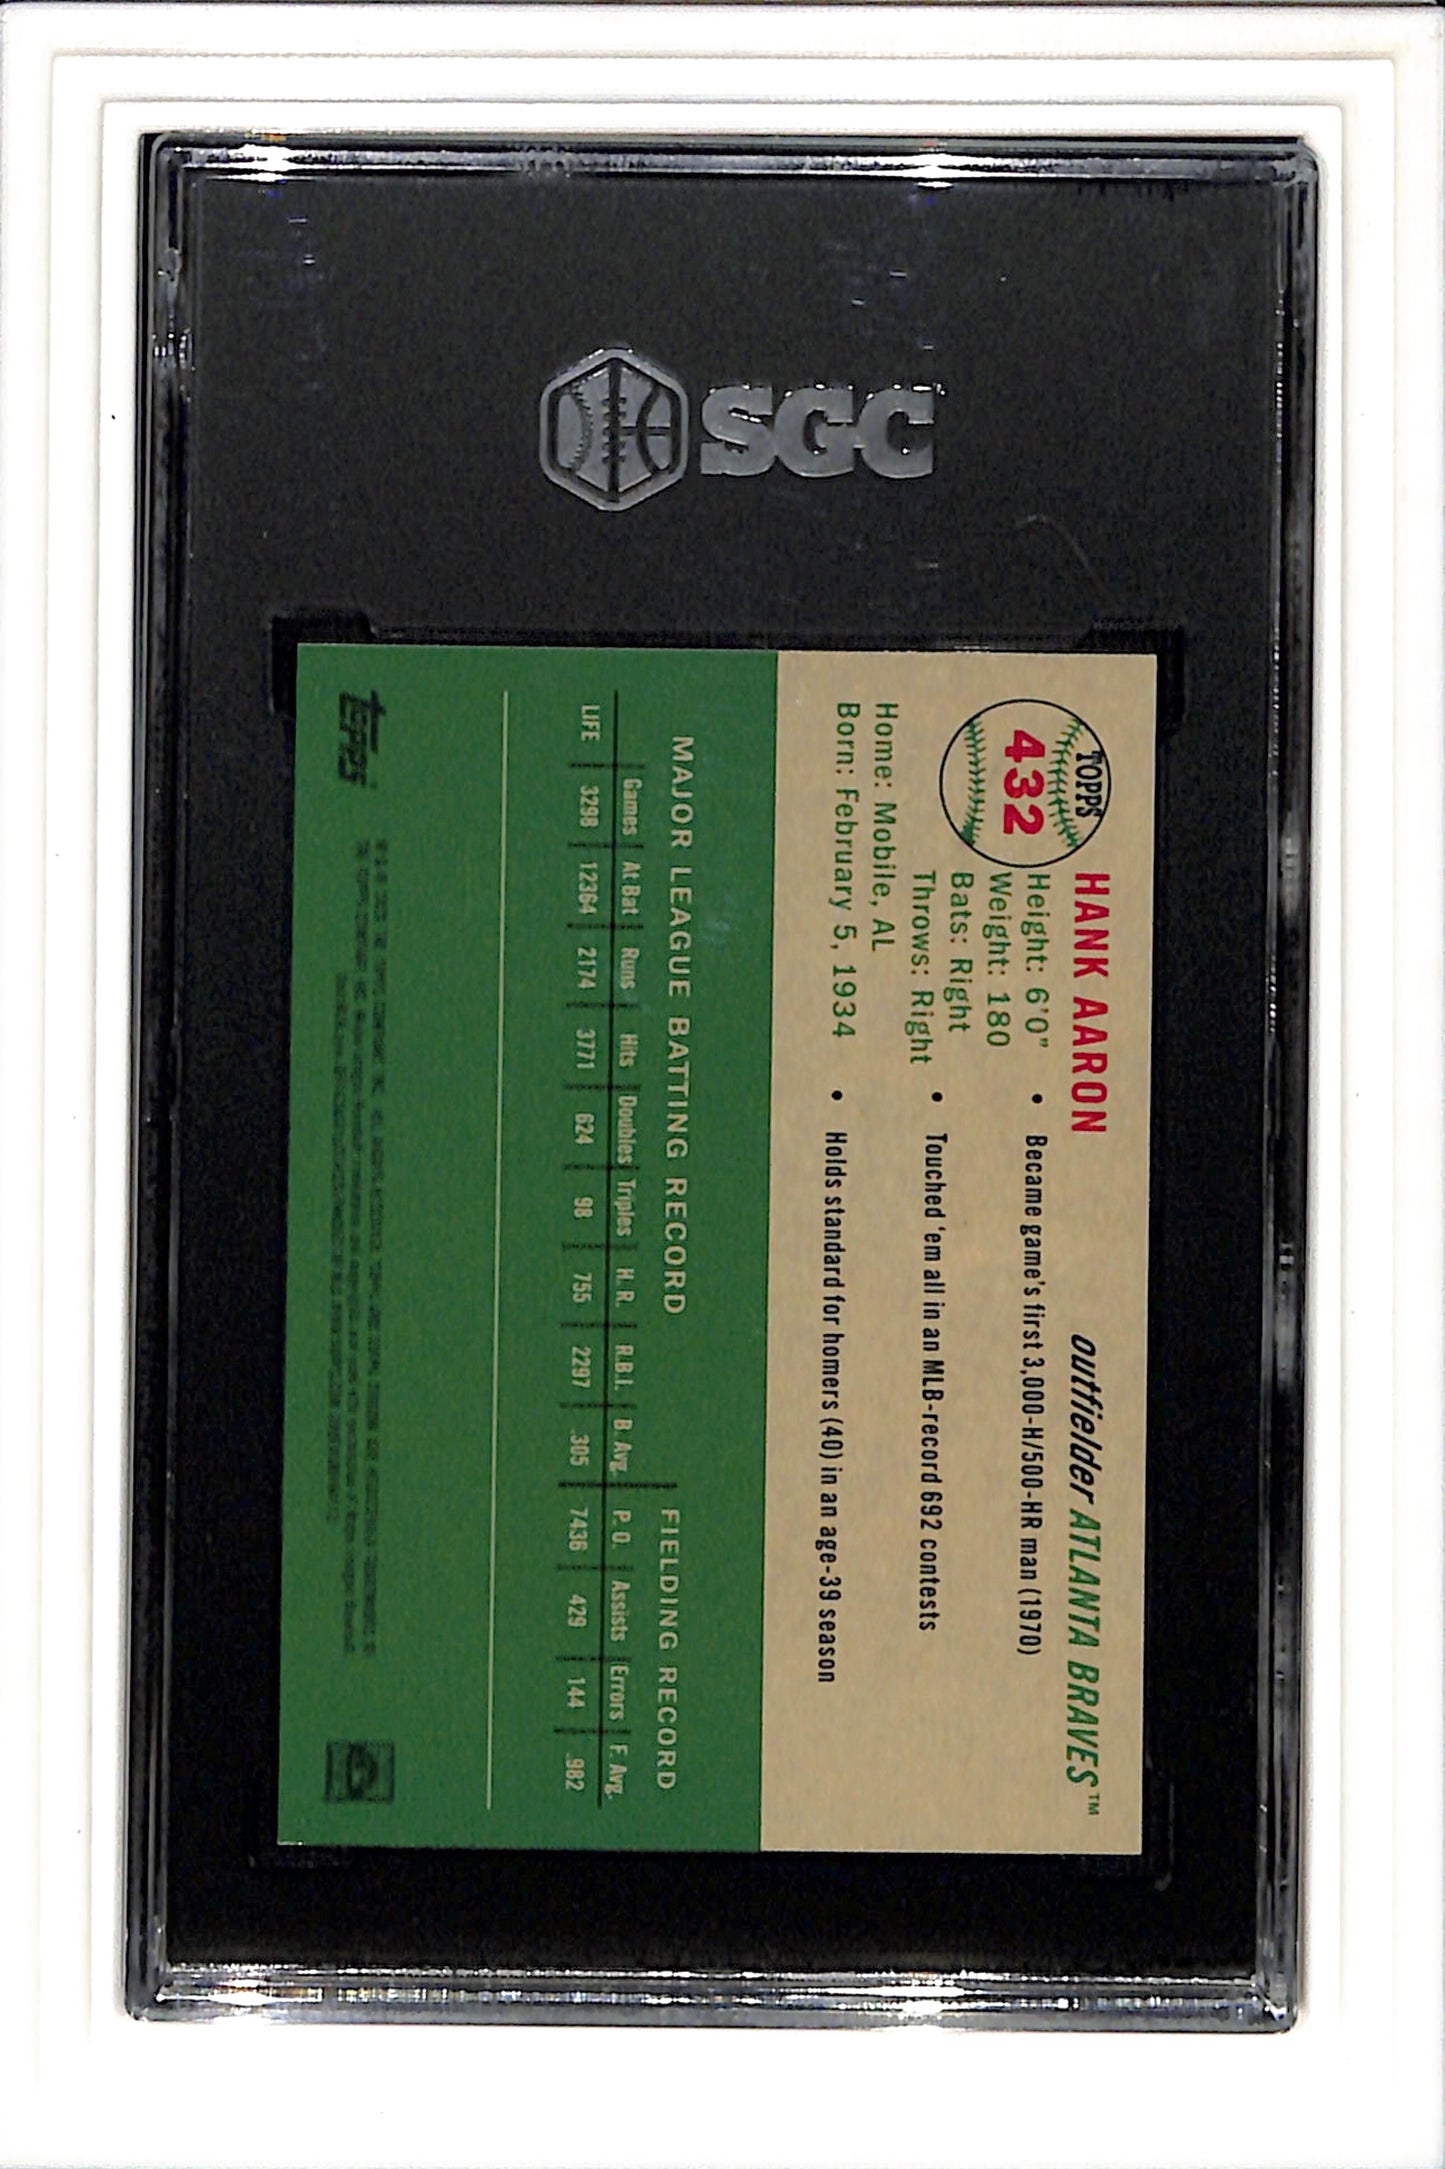 SGC
TOPPS
432
HANK AARON
outfielder ATLANTA BRAVES™
Height: 6'0"
Weight: 180
Bats: Right
Throws: Right
Home: Mobile, AL
Born: February 5, 1934
• Became game's first 3,000-H/500-HR man (1970)
• Touched 'em all in an MLB-record 692 contests
• Holds standard for homers (40) in an age-39 season
MAJOR LEAGUE BATTING RECORD FIELDING RECORD
Games At Bat Runs Hits Doubles Triples H. R. R.B.I. B. Avg. P. O. Assists Errors F. Avg.
LIFE 3298 12364 2174 3771 624 98 755 2297 .305 7436 429 144 .982
TOPPS